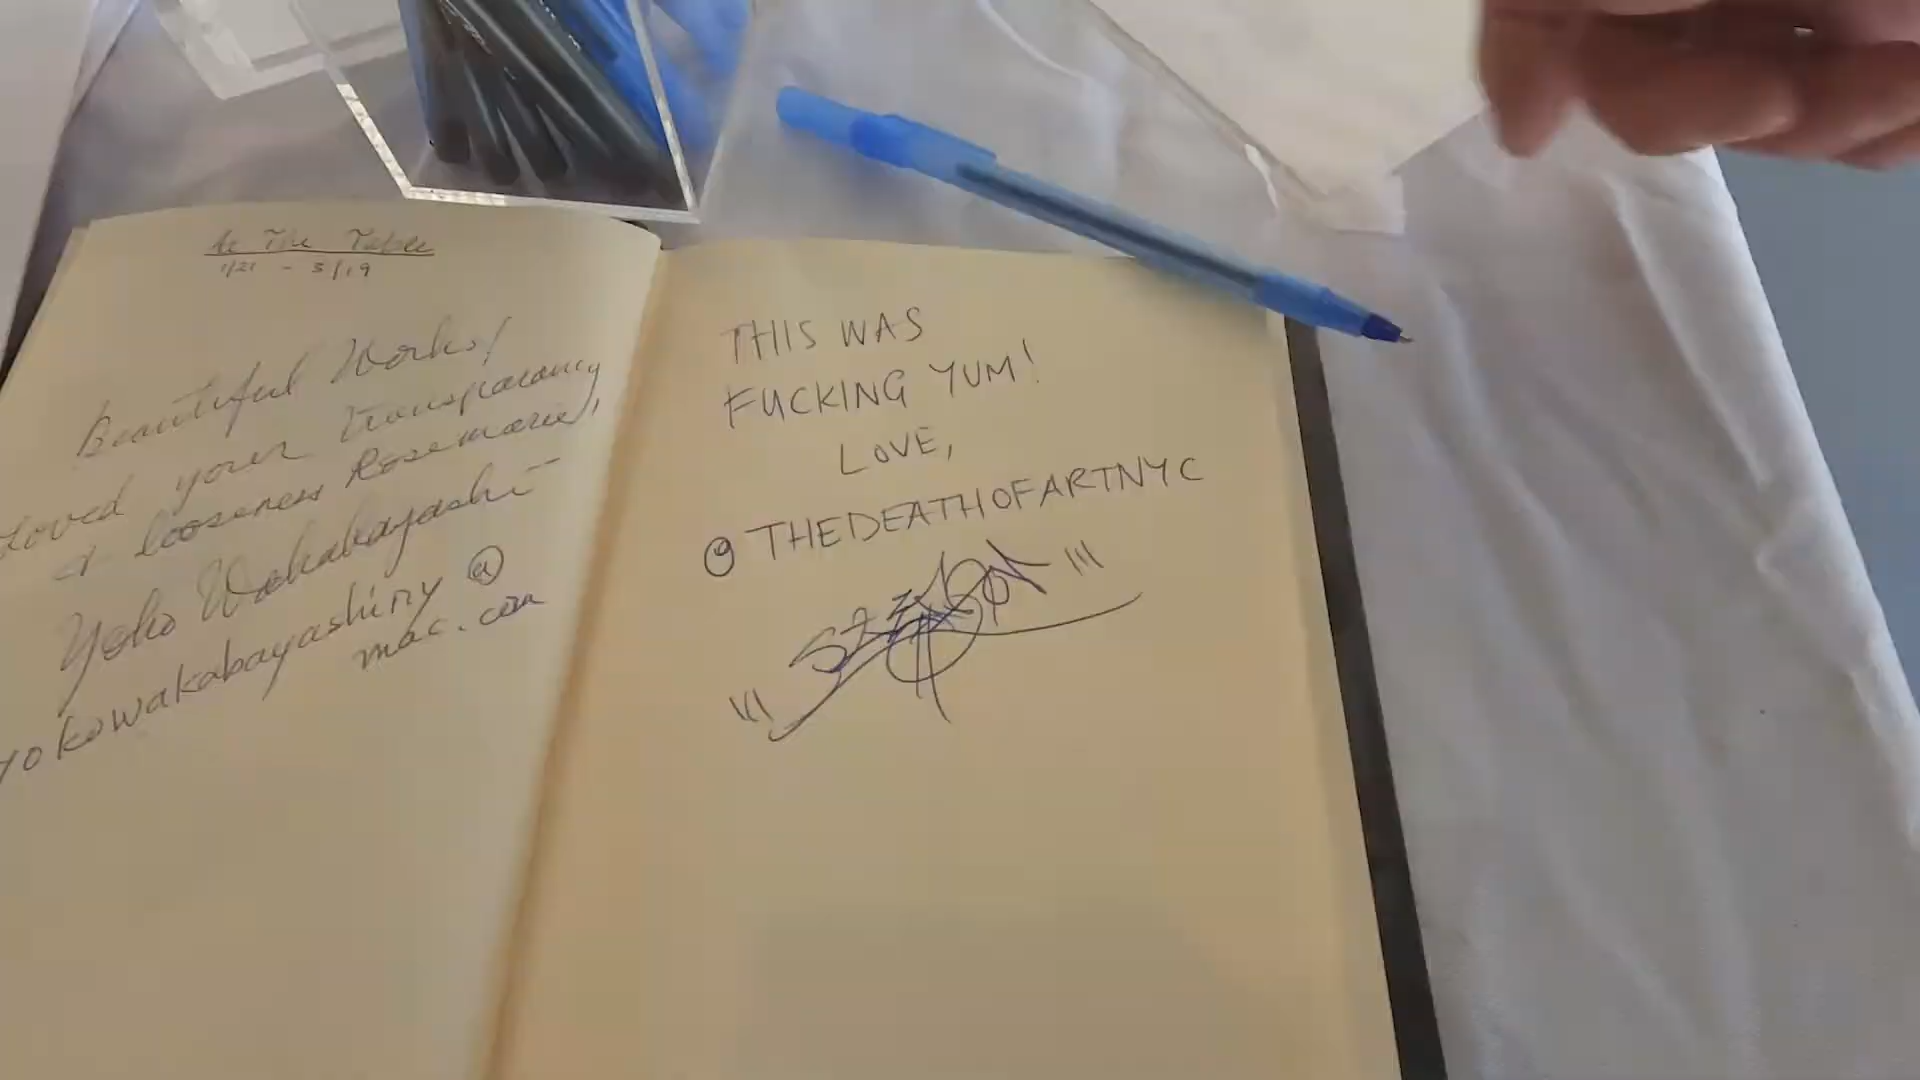 At The Table
1/21 - 3/19
Beautiful Works!
Loved your transparancy
& looseness Rosemarie,
Yoko Wakabayashi
yokowakabayashiny @
mac.com
THIS WAS
FUCKING YUM!
LOVE,
@THEDEATHOFARTNYC